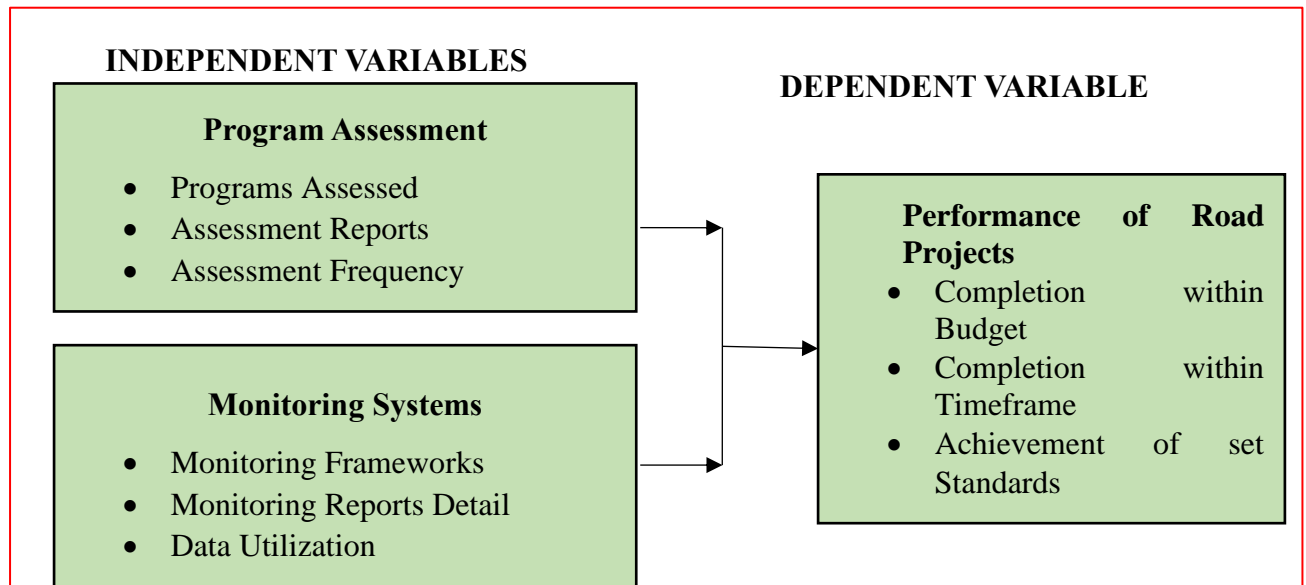 INDEPENDENT VARIABLES
Program Assessment
• Programs Assessed
• Assessment Reports
• Assessment Frequency
Monitoring Systems
• Monitoring Frameworks
• Monitoring Reports Detail
• Data Utilization
DEPENDENT VARIABLE
Performance of Road
Projects
• Completion within
Budget
• Completion within
Timeframe
• Achievement of set
Standards